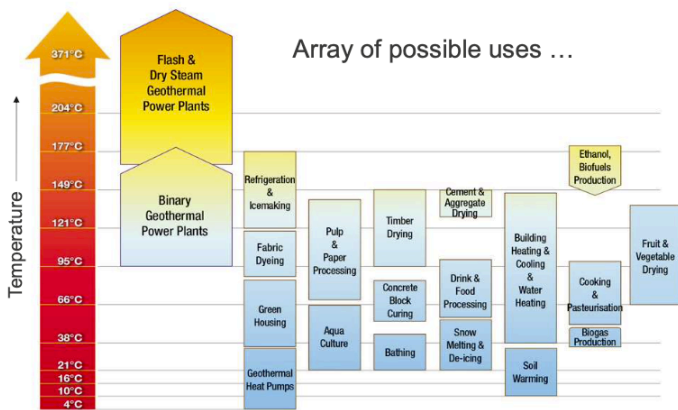 Array of possible uses …
Temperature
371°C
204°C
177°C
149°C
121°C
95°C
66°C
38°C
21°C
16°C
10°C
4°C
Flash &
Dry Steam
Geothermal
Power Plants
Binary
Geothermal
Power Plants
Refrigeration
&
Icemaking
Fabric
Dyeing
Green
Housing
Geothermal
Heat Pumps
Pulp
&
Paper
Processing
Aqua
Culture
Timber
Drying
Concrete
Block
Curing
Bathing
Cement &
Aggregate
Drying
Drink &
Food
Processing
Snow
Melting &
De-icing
Building
Heating &
Cooling
&
Water
Heating
Soil
Warming
Ethanol,
Biofuels
Production
Cooking
&
Pasteurisation
Biogas
Production
Fruit &
Vegetable
Drying